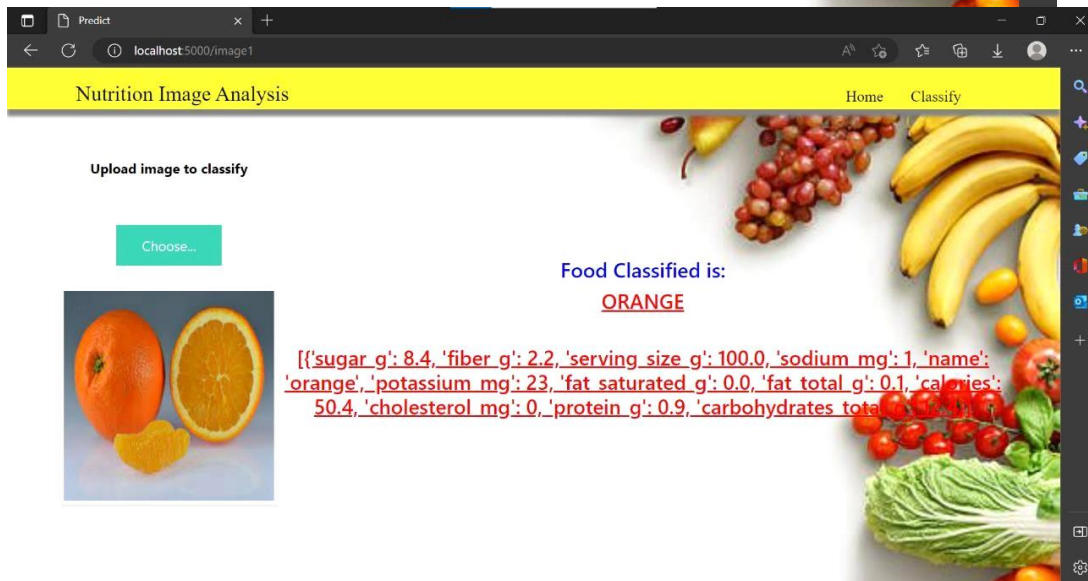 Predict
localhost:5000/image1
Nutrition Image Analysis
Home Classify
Upload image to classify
Choose...
Food Classified is:
ORANGE
[{'sugar_g': 8.4, 'fiber_g': 2.2, 'serving_size_g': 100.0, 'sodium_mg': 1, 'name':
'orange', 'potassium_mg': 23, 'fat_saturated_g': 0.0, 'fat_total_g': 0.1, 'calories':
50.4, 'cholesterol_mg': 0, 'protein_g': 0.9,